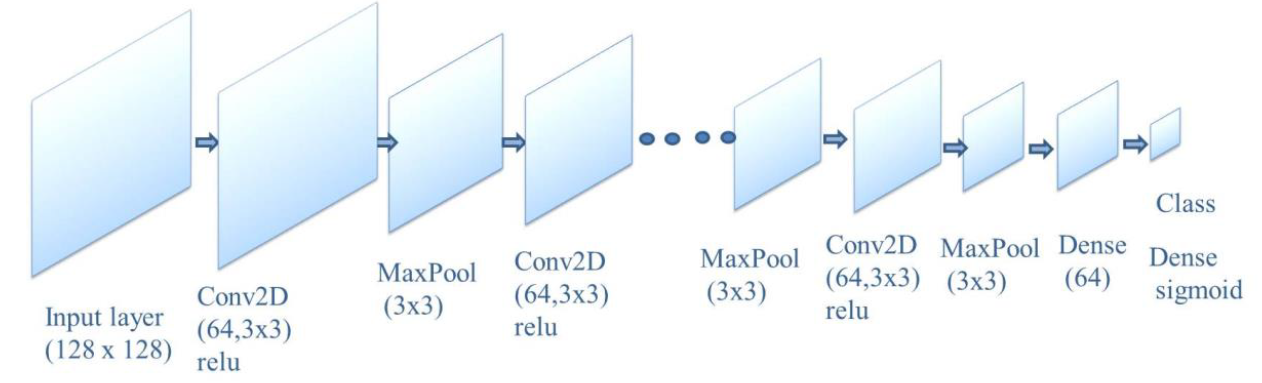 Input layer
(128 x 128)
Conv2D
(64,3x3)
relu
MaxPool
(3x3)
Conv2D
(64,3x3)
relu
MaxPool
(3x3)
Conv2D
(64,3x3)
relu
MaxPool
(3x3)
Dense
(64)
Class
Dense
sigmoid